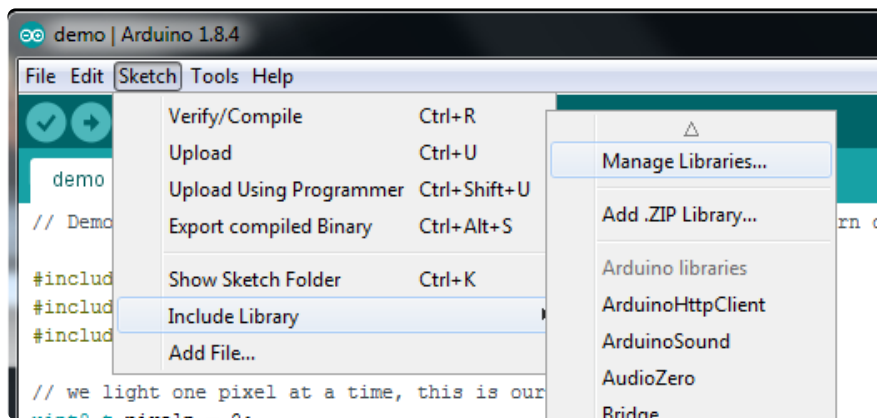 demo | Arduino 1.8.4
File Edit Sketch Tools Help
Verify/Compile Ctrl+R
Upload Ctrl+U
Upload Using Programmer Ctrl+Shift+U
Export compiled Binary Ctrl+Alt+S
Show Sketch Folder Ctrl+K
Include Library
Add File...
Manage Libraries...
Add .ZIP Library...
Arduino libraries
ArduinoHttpClient
ArduinoSound
AudioZero
Bridge
demo
// Demo
#includ
#includ
#includ
// we light one pixel at a time, this is our